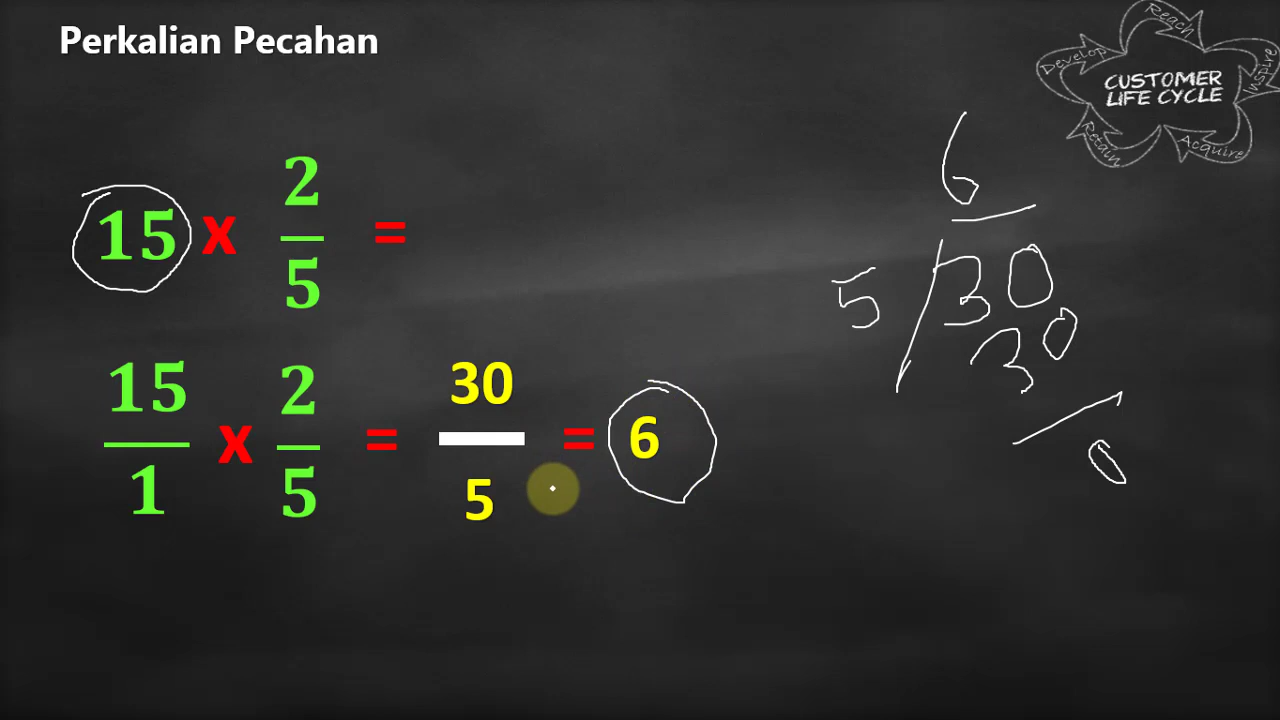 Perkalian Pecahan
Reach
Develop
Inspire
CUSTOMER
LIFE CYCLE
Retain
Acquire
15 x 2/5 =
15/1 x 2/5 = 30/5 = 6
6
5 / 30
30
0